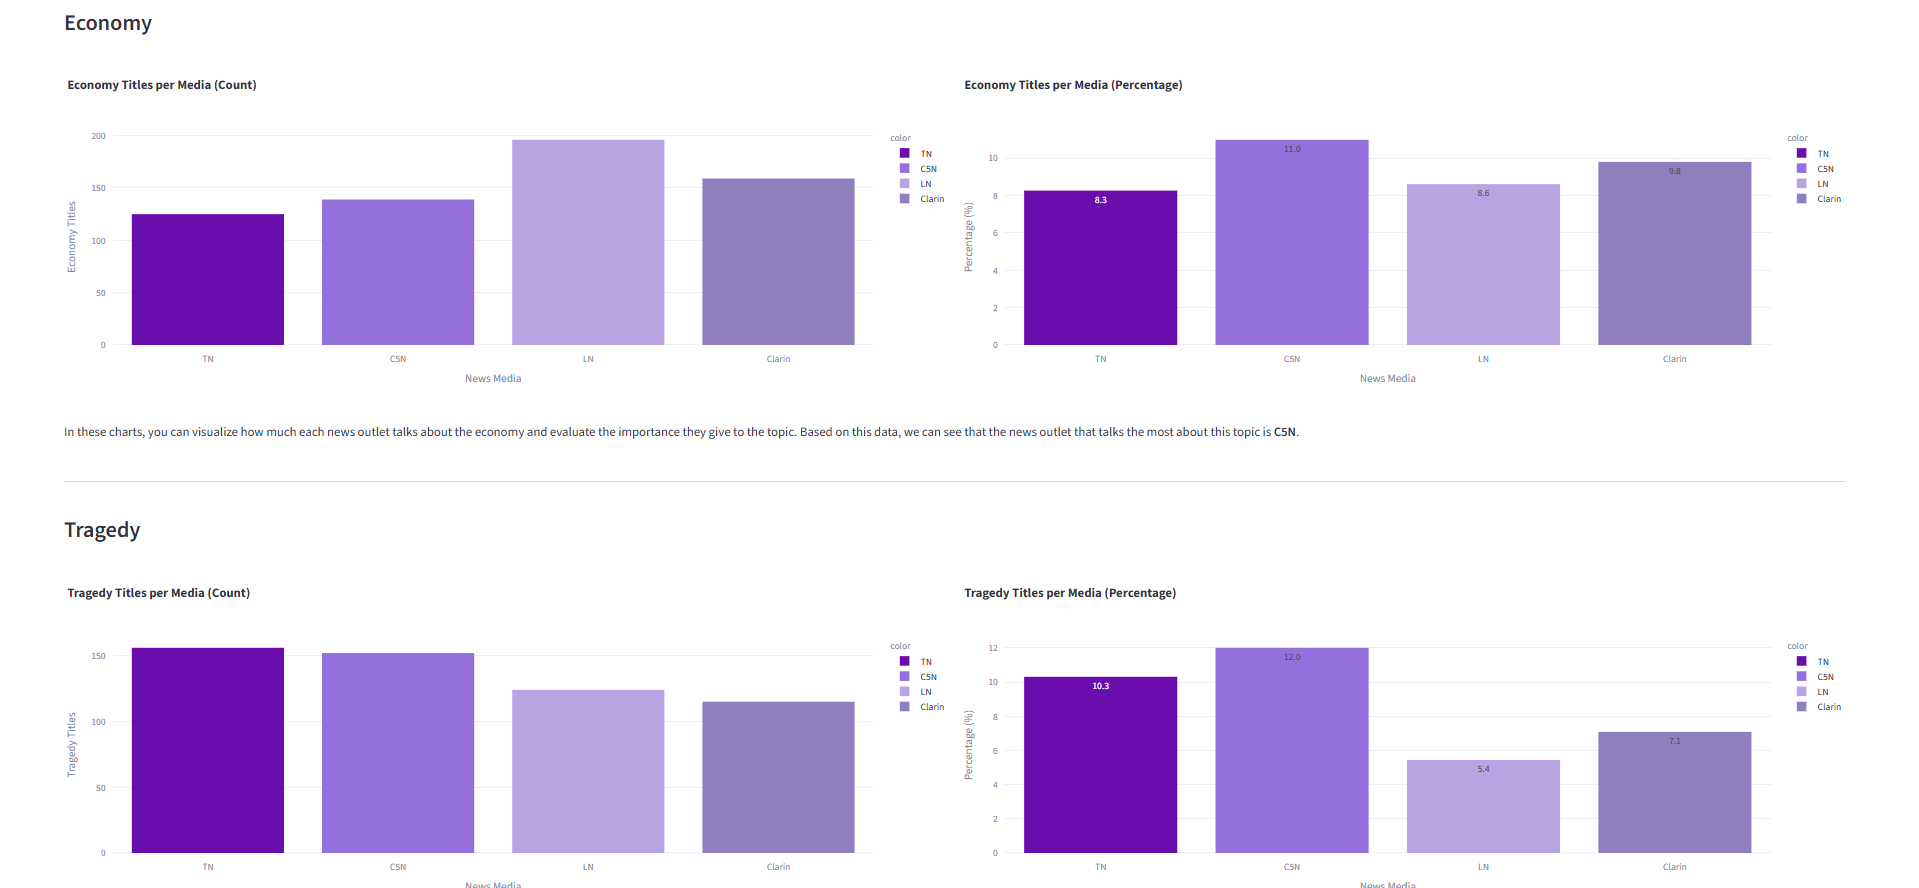 Economy
Economy Titles per Media (Count)
200
150
100
50
0
Economy Titles
TN
C5N
LN
Clarin
News Media
color
TN
C5N
LN
Clarin
Economy Titles per Media (Percentage)
10
8
6
4
2
0
Percentage (%)
8.3
11.0
8.6
9.8
TN
C5N
LN
Clarin
News Media
color
TN
C5N
LN
Clarin
In these charts, you can visualize how much each news outlet talks about the economy and evaluate the importance they give to the topic. Based on this data, we can see that the news outlet that talks the most about this topic is C5N.
Tragedy
Tragedy Titles per Media (Count)
150
100
50
0
Tragedy Titles
TN
C5N
LN
Clarin
News Media
color
TN
C5N
LN
Clarin
Tragedy Titles per Media (Percentage)
12
10
8
6
4
2
0
Percentage (%)
10.3
12.0
5.4
7.1
TN
C5N
LN
Clarin
News Media
color
TN
C5N
LN
Clarin